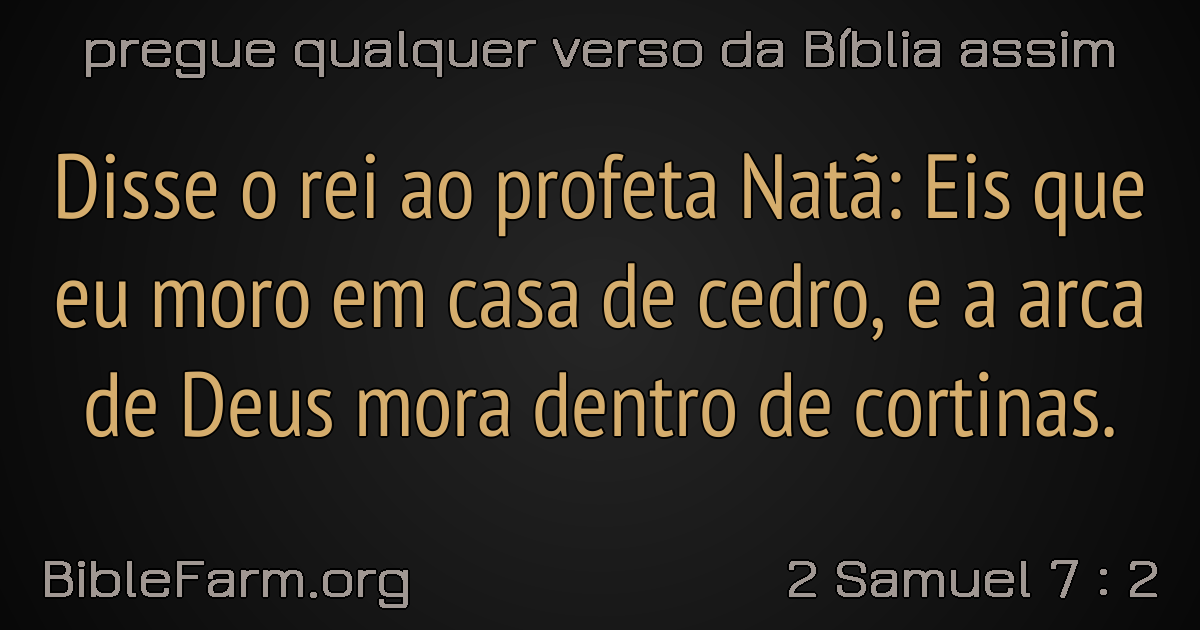 pregue qualquer verso da Bíblia assim
Disse o rei ao profeta Natã: Eis que
eu moro em casa de cedro, e a arca
de Deus mora dentro de cortinas.
BibleFarm.org
2 Samuel 7 : 2